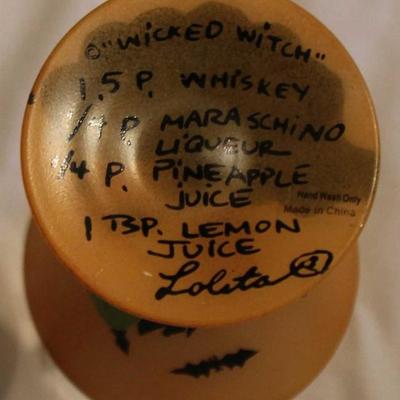 ©"WICKED WITCH"
1.5 P. WHISKEY
1/4 P. MARASCHINO
LIQUEUR
1/4 P. PINEAPPLE
JUICE
Hand Wash Only
Made in China
1 TBP. LEMON
JUICE
Lolita®